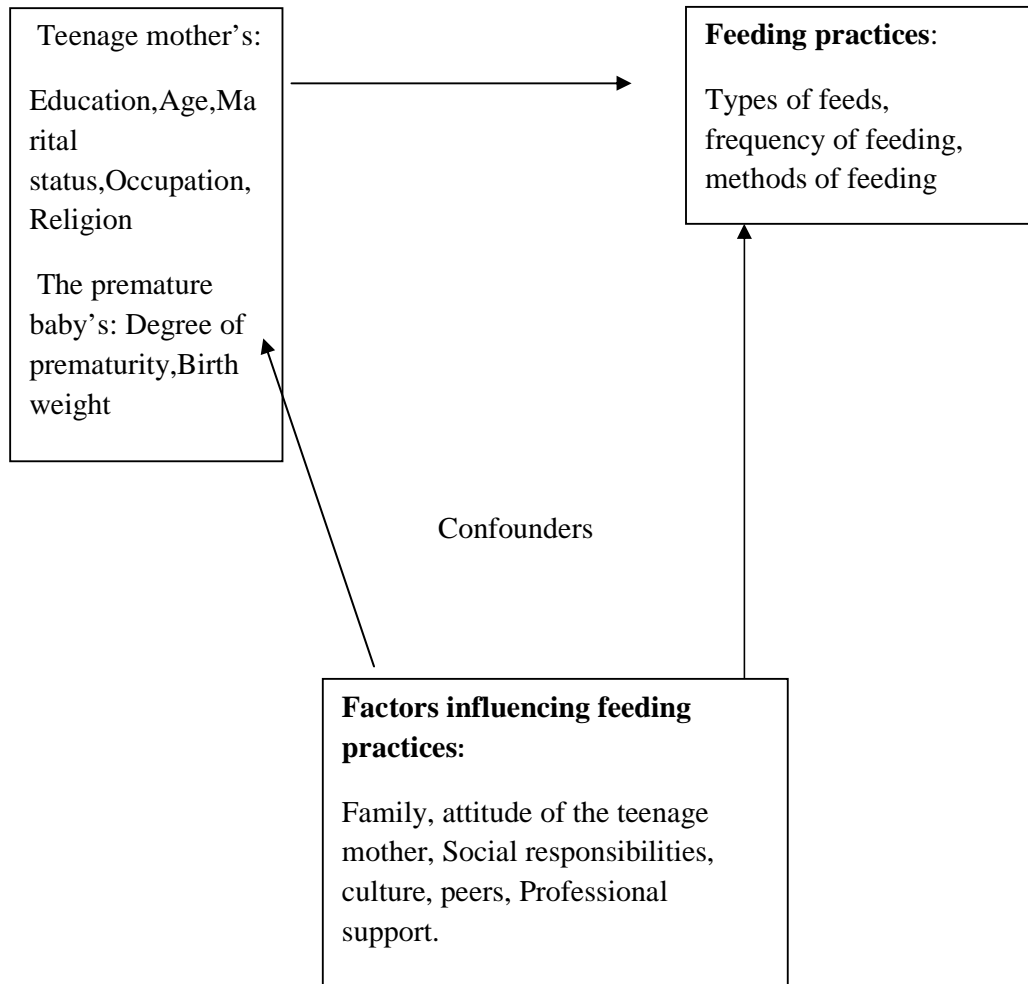 Teenage mother’s:
Education,Age,Ma
rital
status,Occupation,
Religion
The premature
baby’s: Degree of
prematurity,Birth
weight
Feeding practices:
Types of feeds,
frequency of feeding,
methods of feeding
Confounders
Factors influencing feeding
practices:
Family, attitude of the teenage
mother, Social responsibilities,
culture, peers, Professional
support.